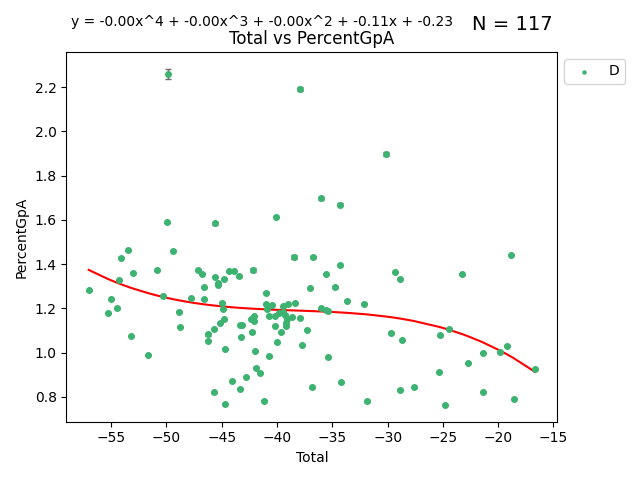 y = -0.00x^4 + -0.00x^3 + -0.00x^2 + -0.11x + -0.23
N = 117
Total vs PercentGpA
D
PercentGpA
2.2
2.0
1.8
1.6
1.4
1.2
1.0
0.8
−55 −50 −45 −40 −35 −30 −25 −20 −15
Total